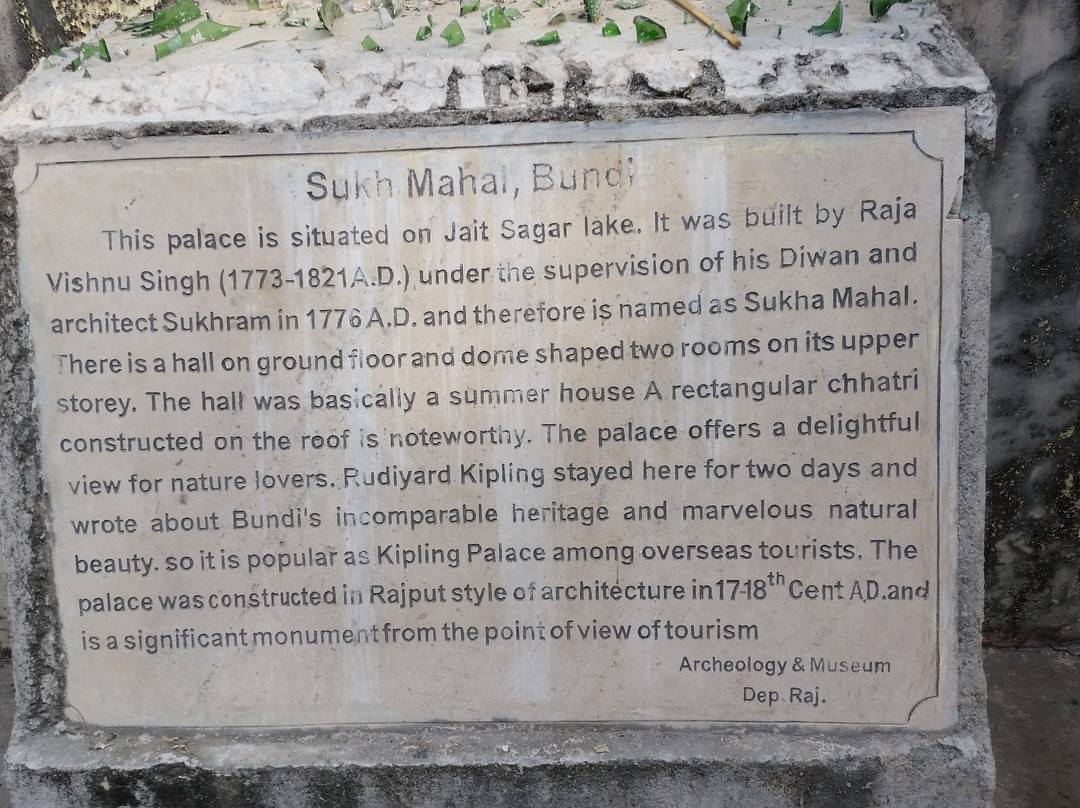 Sukh Mahal, Bundi
This palace is situated on Jait Sagar lake. It was built by Raja
Vishnu Singh (1773-1821A.D.) under the supervision of his Diwan and
architect Sukhram in 1776 A.D. and therefore is named as Sukha Mahal.
There is a hall on ground floor and dome shaped two rooms on its upper
storey. The hall was basically a summer house A rectangular chhatri
constructed on the roof is noteworthy. The palace offers a delightful
view for nature lovers. Rudiyard Kipling stayed here for two days and
wrote about Bundi's incomparable heritage and marvelous natural
beauty. so it is popular as Kipling Palace among overseas tourists. The
palace was constructed in Rajput style of architecture in 17-18th Cent A.D. and
is a significant monument from the point of view of tourism
Archeology & Museum
Dep. Raj.